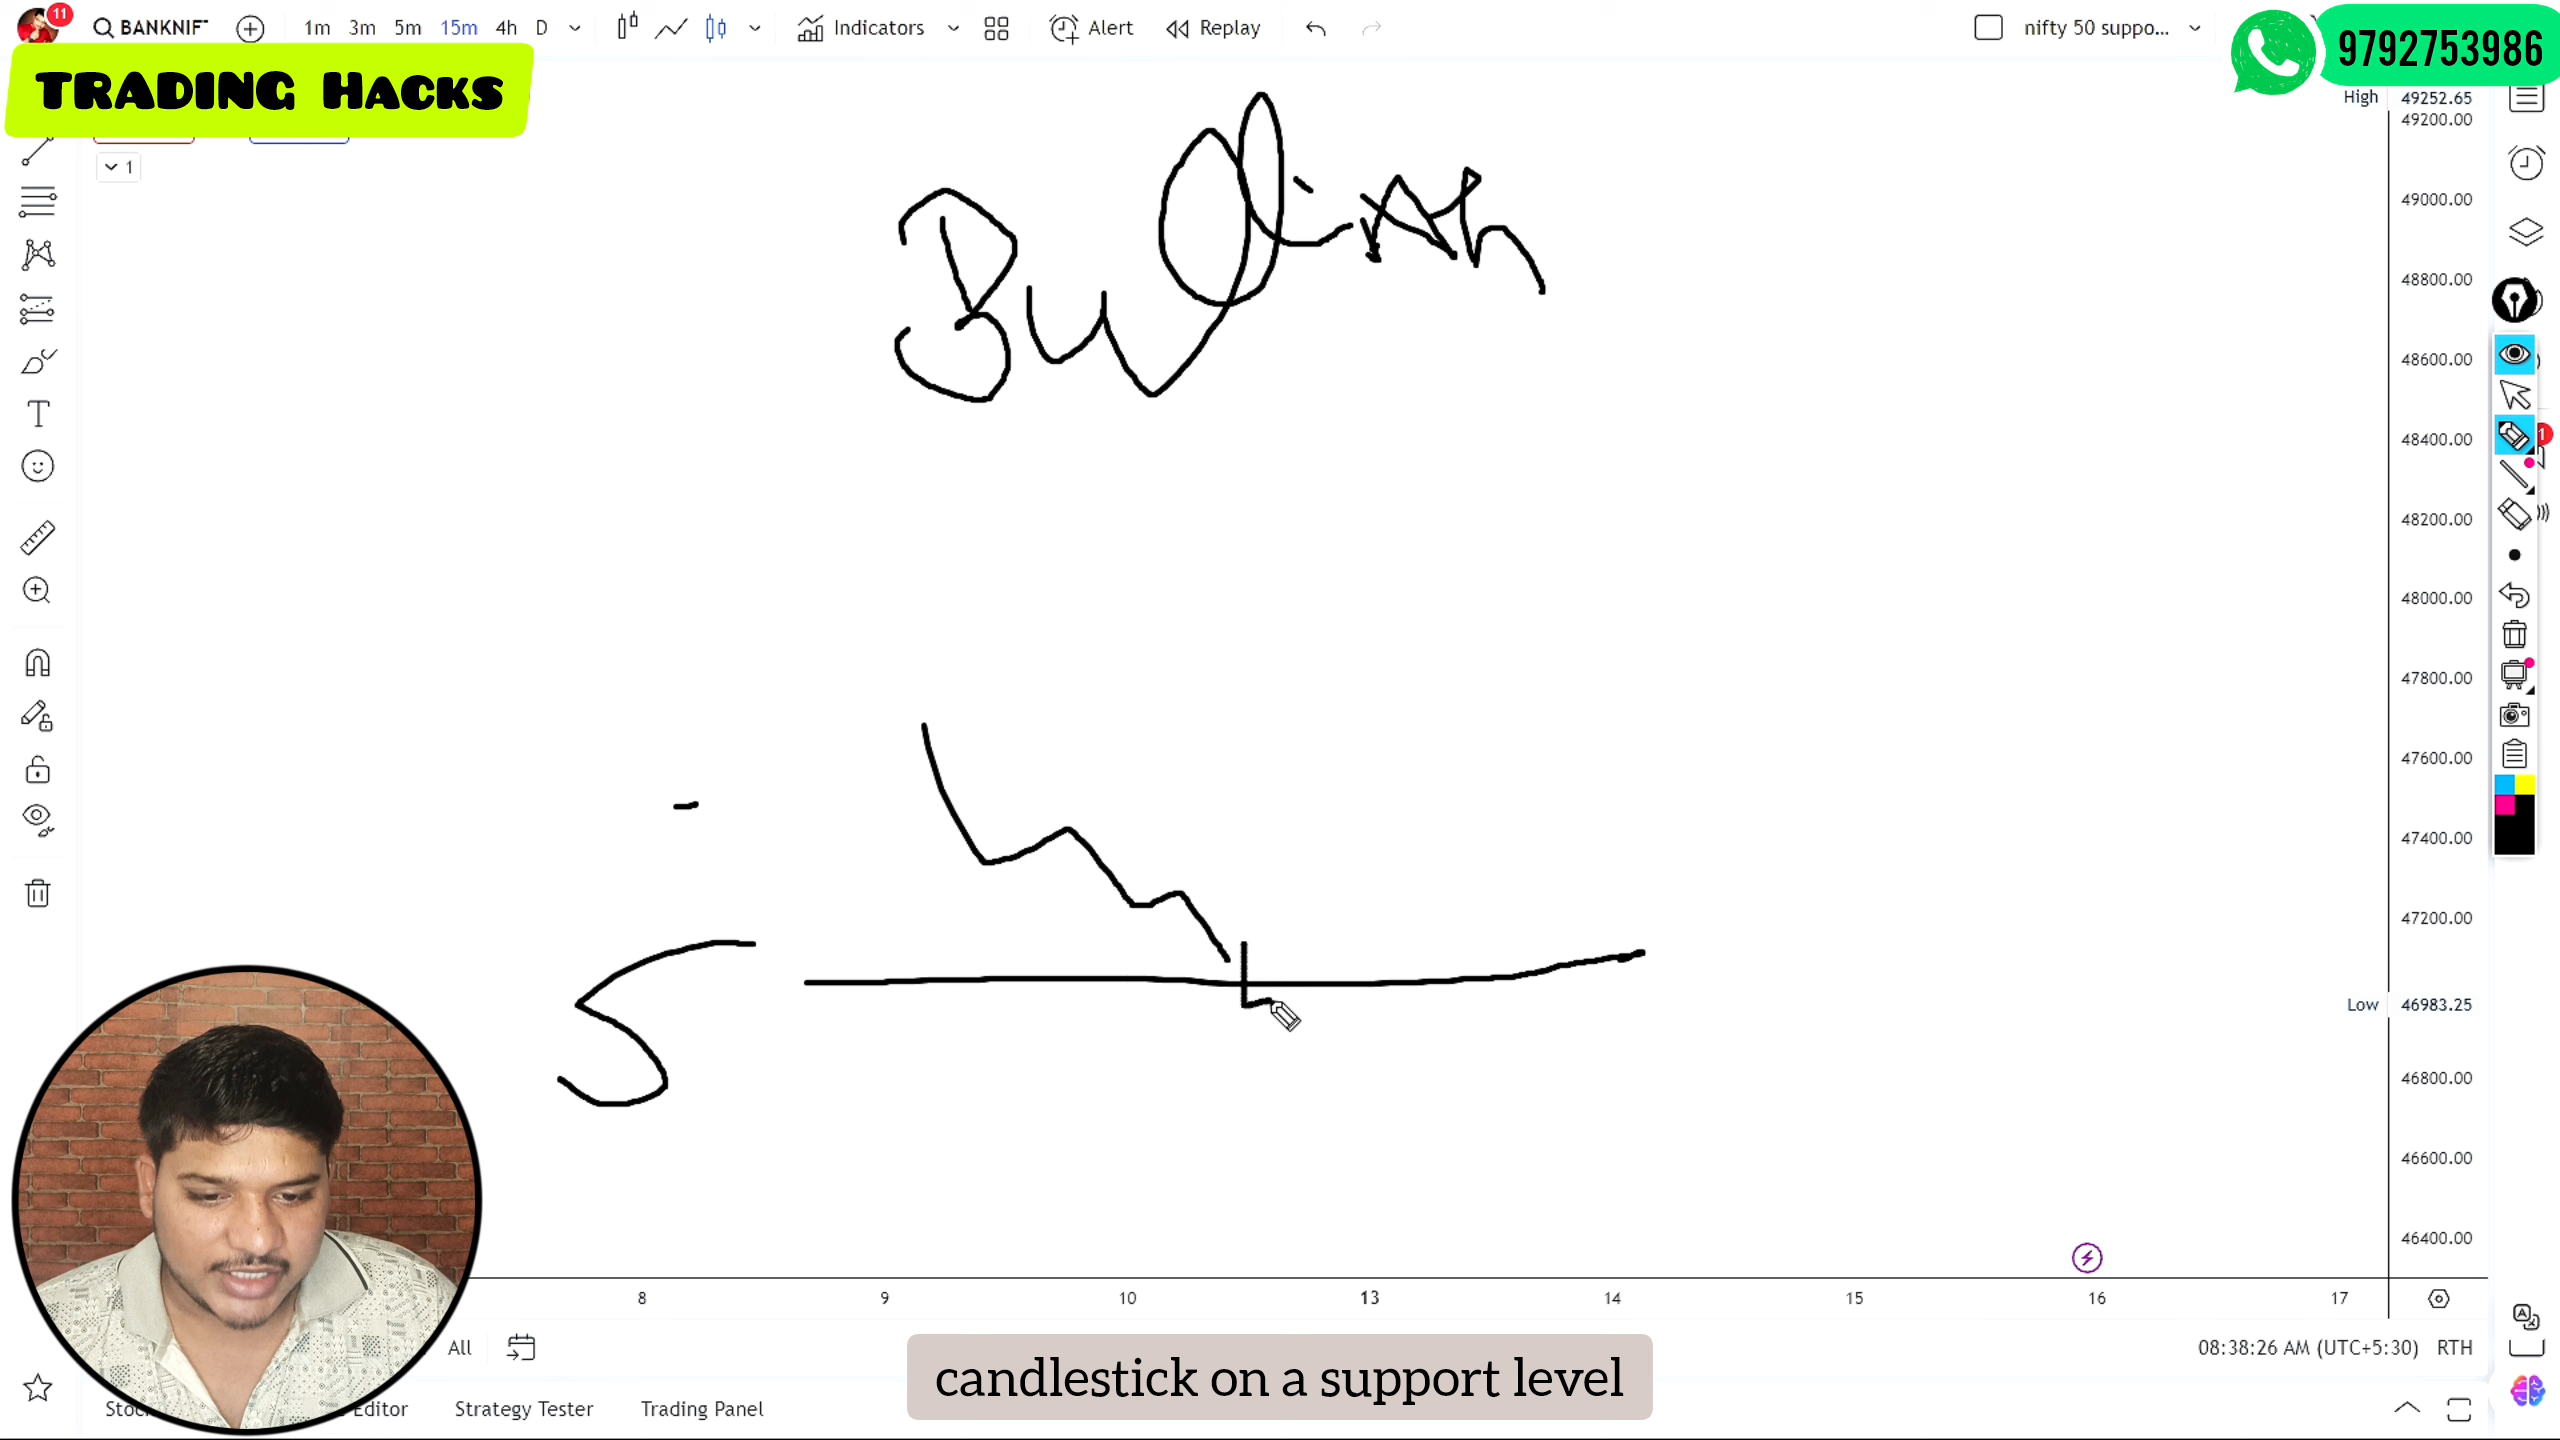 11
BANKNIF
1m 3m 5m 15m 4h D
Indicators
Alert
Replay
nifty 50 suppo...
9792753986
TRADING HACKS
1
High 49252.65
49200.00
49000.00
48800.00
48600.00
48400.00
48200.00
48000.00
47800.00
47600.00
47400.00
47200.00
Low 46983.25
46800.00
46600.00
46400.00
Bullish
S
1
8 9 10 13 14 15 16 17
All
08:38:26 AM (UTC+5:30) RTH
candlestick on a support level
Editor Strategy Tester Trading Panel